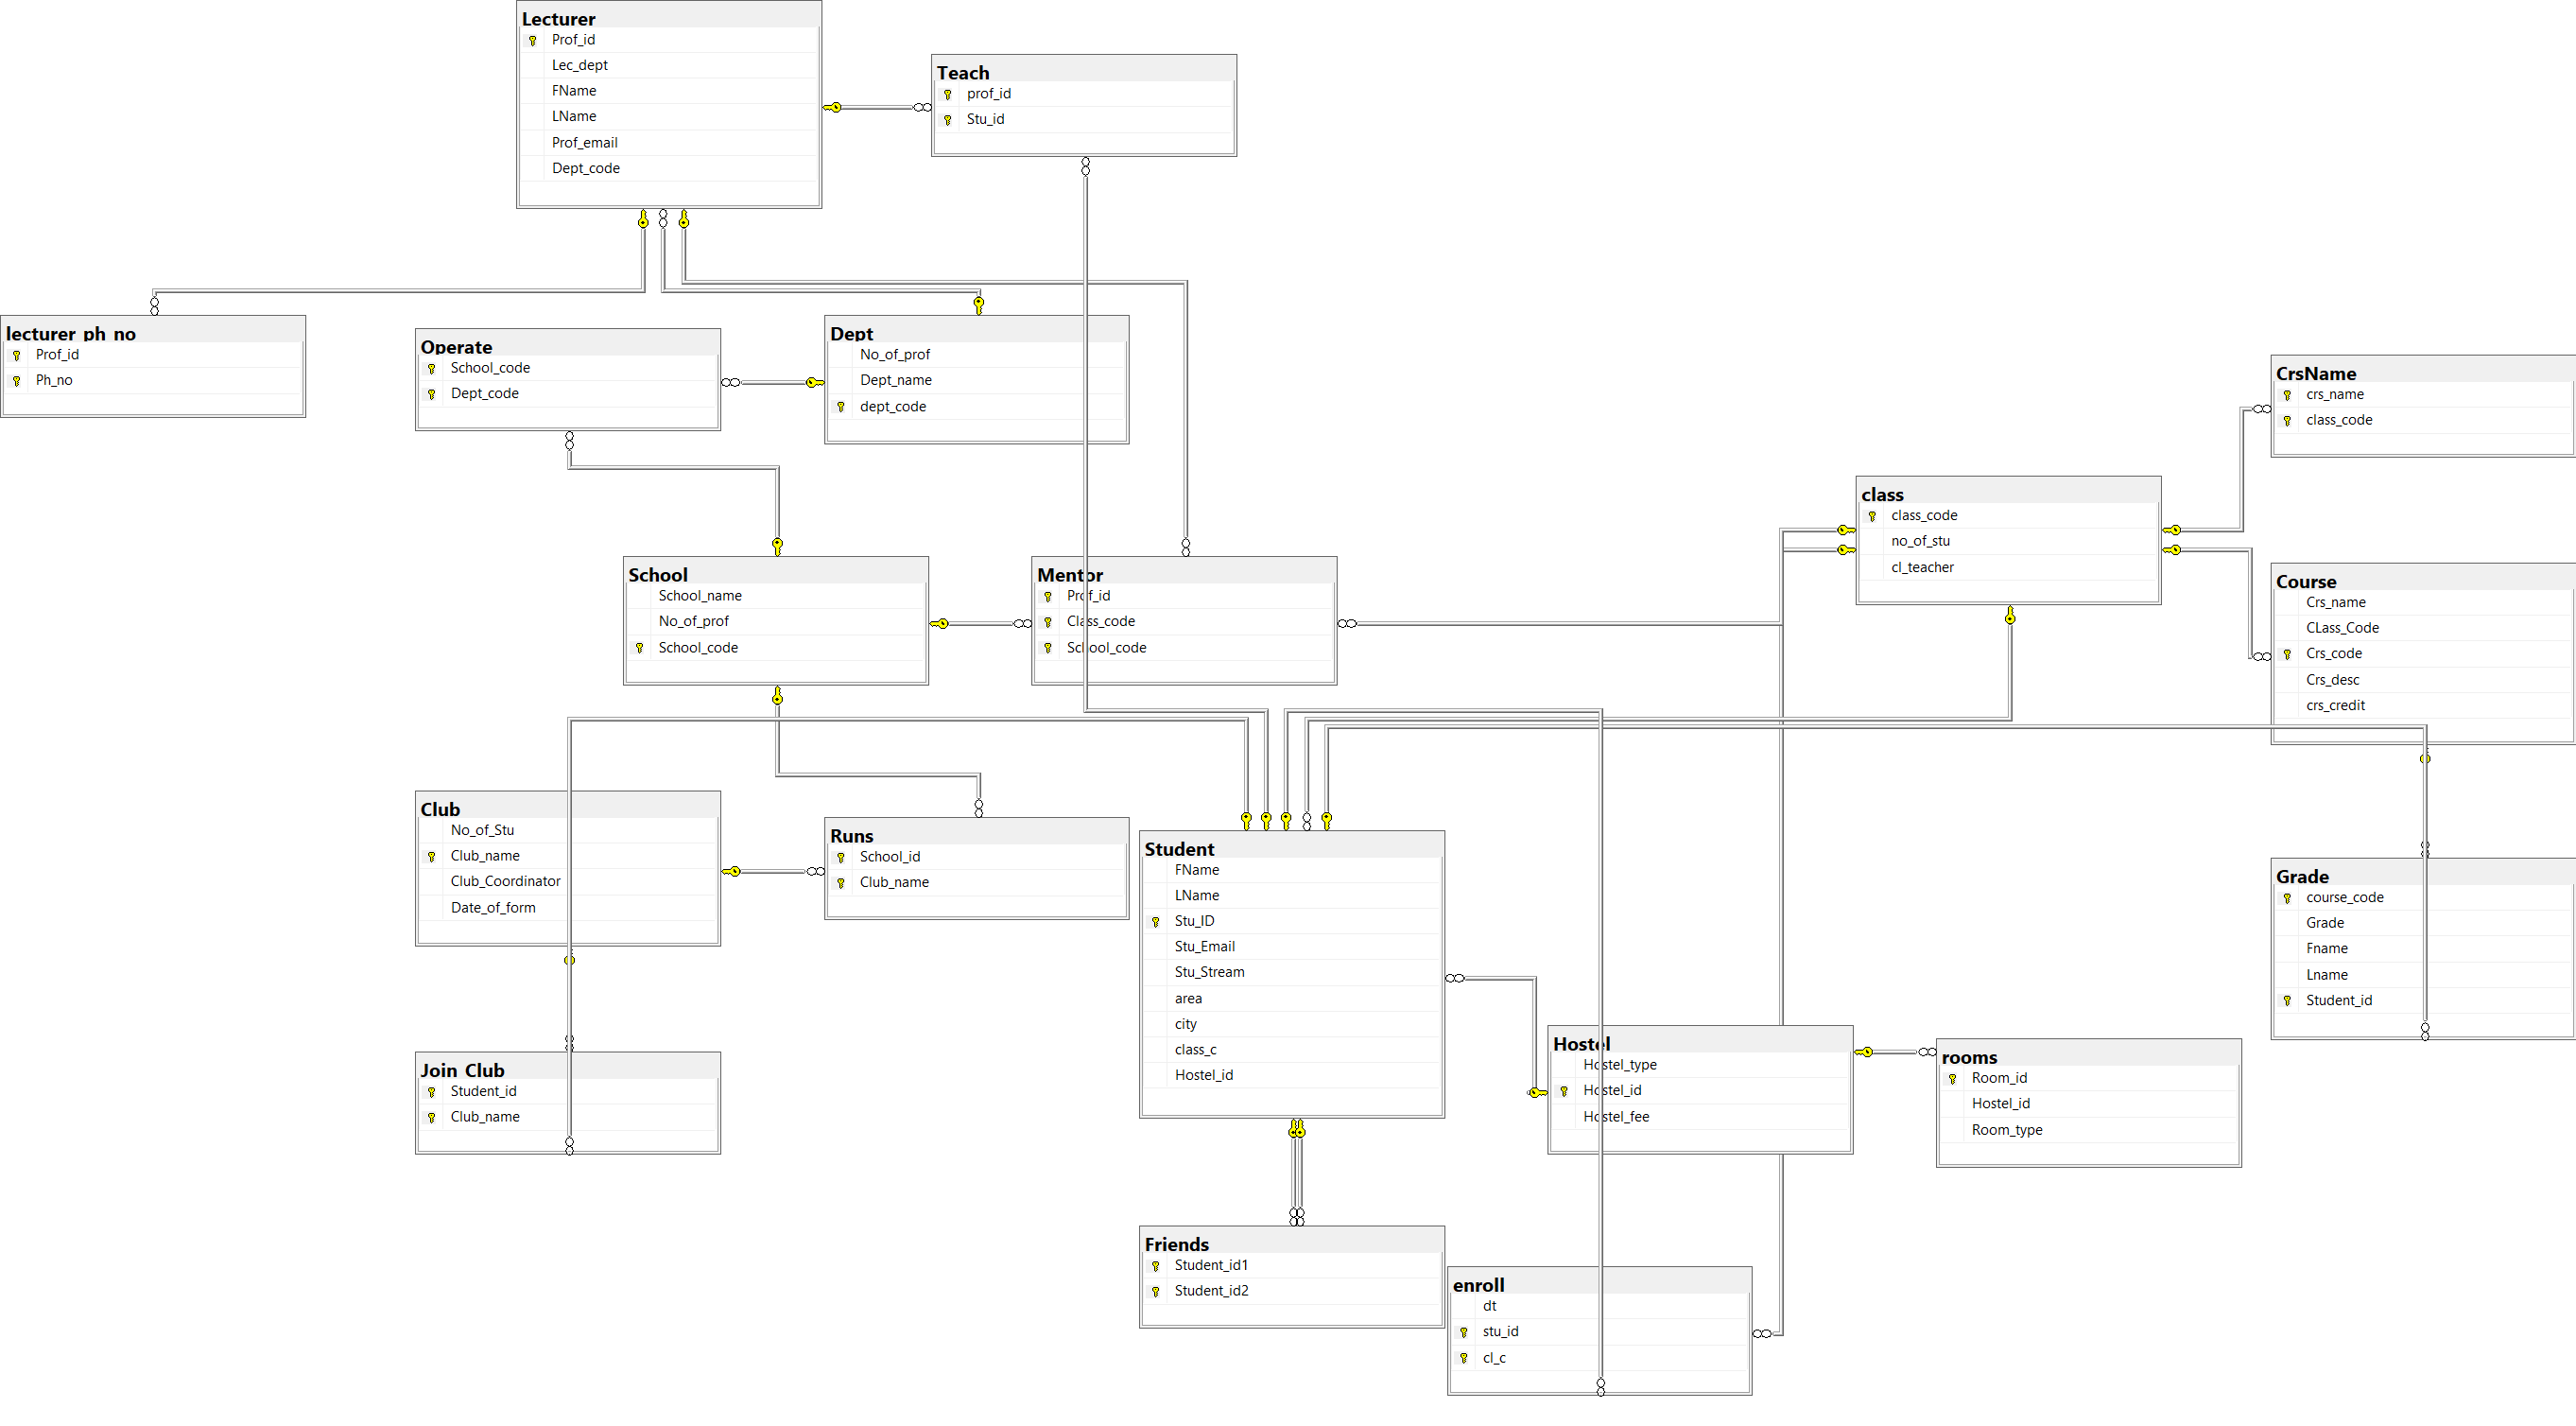 Lecturer
Prof_id
Lec_dept
FName
LName
Prof_email
Dept_code
Teach
prof_id
Stu_id
lecturer_ph_no
Prof_id
Ph_no
Operate
School_code
Dept_code
Dept
No_of_prof
Dept_name
dept_code
CrsName
crs_name
class_code
class
class_code
no_of_stu
cl_teacher
School
School_name
No_of_prof
School_code
Mentor
Prof_id
Class_code
School_code
Course
Crs_name
CLass_Code
Crs_code
Crs_desc
crs_credit
Club
No_of_Stu
Club_name
Club_Coordinator
Date_of_form
Runs
School_id
Club_name
Student
FName
LName
Stu_ID
Stu_Email
Stu_Stream
area
city
class_c
Hostel_id
Grade
course_code
Grade
Fname
Lname
Student_id
Join_Club
Student_id
Club_name
Hostel
Hostel_type
Hostel_id
Hostel_fee
rooms
Room_id
Hostel_id
Room_type
Friends
Student_id1
Student_id2
enroll
dt
stu_id
cl_c